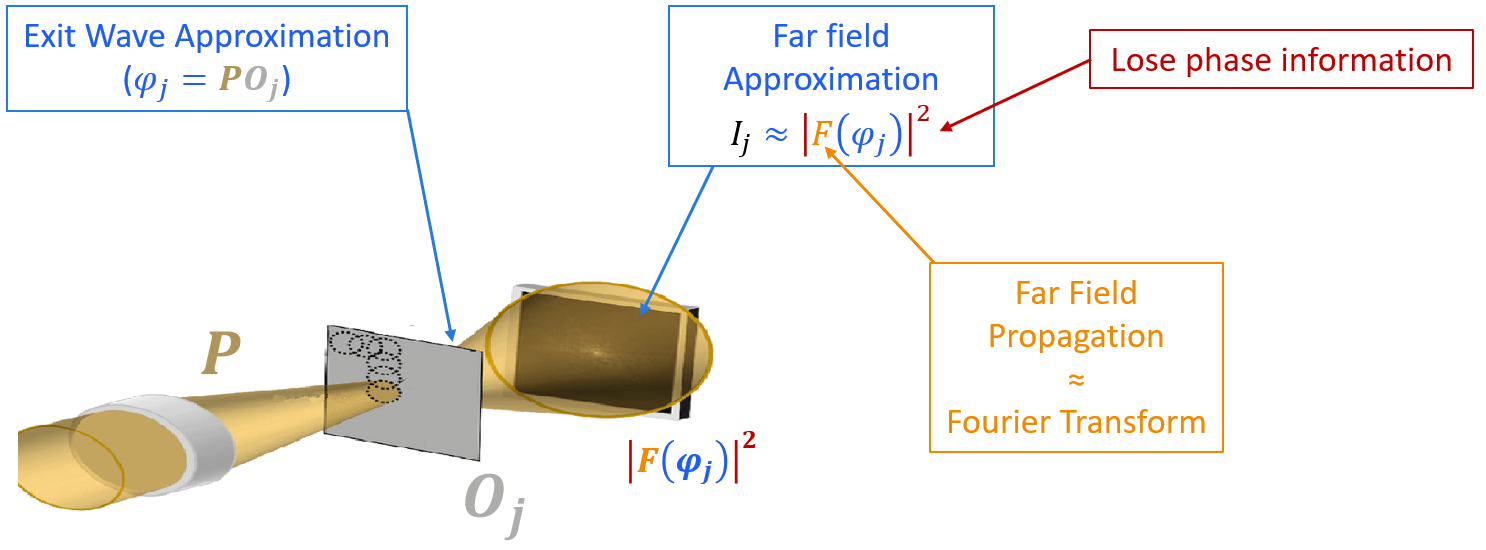 Exit Wave Approximation
(φⱼ = POⱼ)
Far field
Approximation
Iⱼ ≈ |F(φⱼ)|²
Lose phase information
Far Field
Propagation
≈
Fourier Transform
P
Oⱼ
|F(φⱼ)|²